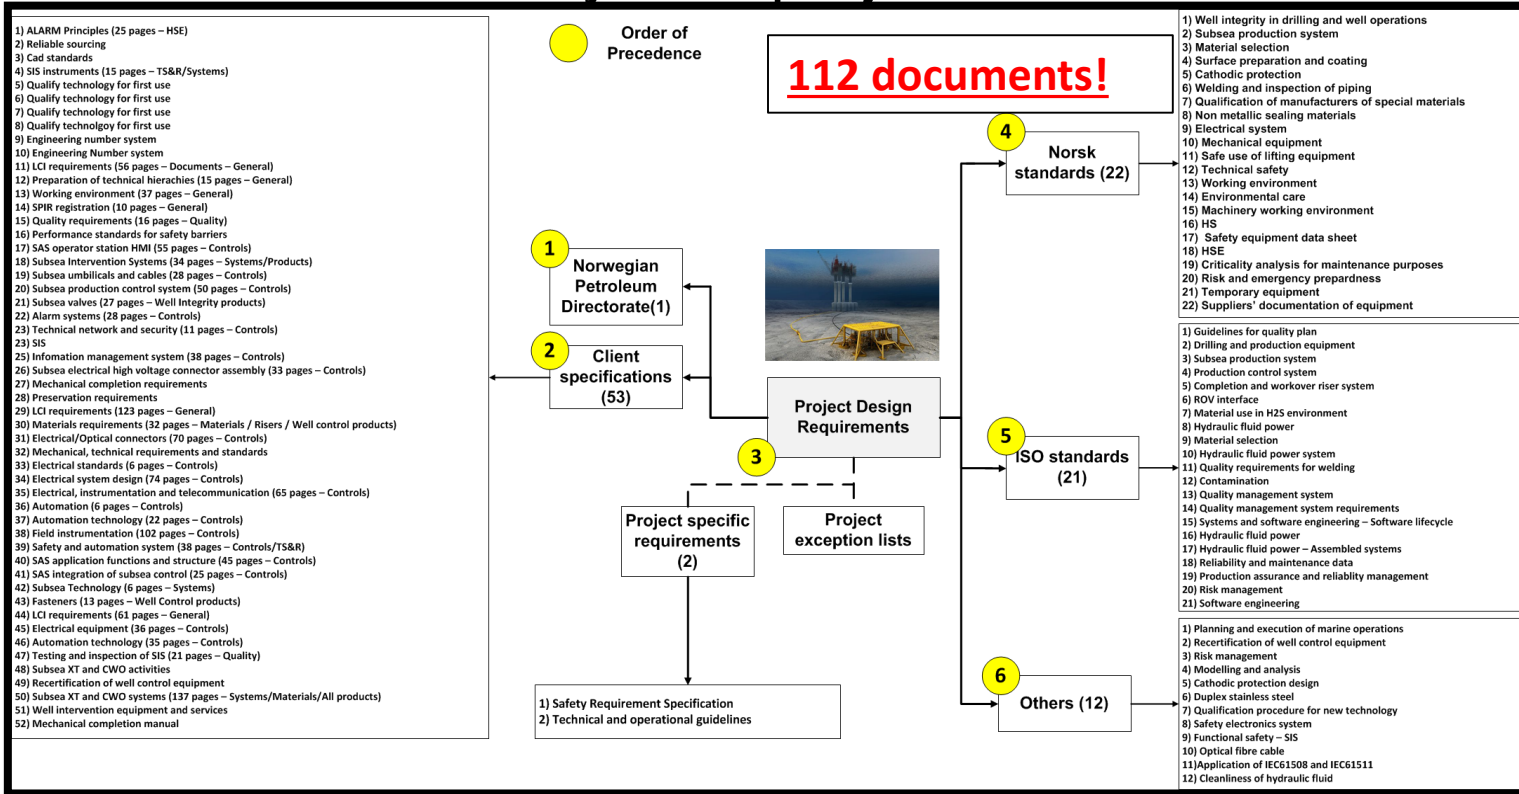 1) ALARM Principles (25 pages – HSE)
2) Reliable sourcing
3) Cad standards
4) SIS instruments (15 pages – TS&R/Systems)
5) Qualify technology for first use
6) Qualify technology for first use
7) Qualify technology for first use
8) Qualify technolgoy for first use
9) Engineering number system
10) Engineering Number system
11) LCI requirements (56 pages – Documents – General)
12) Preparation of technical hierachies (15 pages – General)
13) Working environment (37 pages – General)
14) SPIR registration (10 pages – General)
15) Quality requirements (16 pages – Quality)
16) Performance standards for safety barriers
17) SAS operator station HMI (55 pages – Controls)
18) Subsea Intervention Systems (34 pages – Systems/Products)
19) Subsea umbilicals and cables (28 pages – Controls)
20) Subsea production control system (50 pages – Controls)
21) Subsea valves (27 pages – Well Integrity products)
22) Alarm systems (28 pages – Controls)
23) Technical network and security (11 pages – Controls)
23) SIS
25) Infomation management system (38 pages – Controls)
26) Subsea electrical high voltage connector assembly (33 pages – Controls)
27) Mechanical completion requirements
28) Preservation requirements
29) LCI requirements (123 pages – General)
30) Materials requirements (32 pages – Materials / Risers / Well control products)
31) Electrical/Optical connectors (70 pages – Controls)
32) Mechanical, technical requirements and standards
33) Electrical standards (6 pages – Controls)
34) Electrical system design (74 pages – Controls)
35) Electrical, instrumentation and telecommunication (65 pages – Controls)
36) Automation (6 pages – Controls)
37) Automation technology (22 pages – Controls)
38) Field instrumentation (102 pages – Controls)
39) Safety and automation system (38 pages – Controls/TS&R)
40) SAS application functions and structure (45 pages – Controls)
41) SAS integration of subsea control (25 pages – Controls)
42) Subsea Technology (6 pages – Systems)
43) Fasteners (13 pages – Well Control products)
44) LCI requirements (61 pages – General)
45) Electrical equipment (36 pages – Controls)
46) Automation technology (35 pages – Controls)
47) Testing and inspection of SIS (21 pages – Quality)
48) Subsea XT and CWO activities
49) Recertification of well control equipment
50) Subsea XT and CWO systems (137 pages – Systems/Materials/All products)
51) Well intervention equipment and services
52) Mechanical completion manual
Order of
Precedence
112 documents!
1
Norwegian
Petroleum
Directorate(1)
2
Client
specifications
(53)
Project Design
Requirements
3
Project specific
requirements
(2)
Project
exception lists
1) Safety Requirement Specification
2) Technical and operational guidelines
4
Norsk
standards (22)
5
ISO standards
(21)
6
Others (12)
1) Well integrity in drilling and well operations
2) Subsea production system
3) Material selection
4) Surface preparation and coating
5) Cathodic protection
6) Welding and inspection of piping
7) Qualification of manufacturers of special materials
8) Non metallic sealing materials
9) Electrical system
10) Mechanical equipment
11) Safe use of lifting equipment
12) Technical safety
13) Working environment
14) Environmental care
15) Machinery working environment
16) HS
17) Safety equipment data sheet
18) HSE
19) Criticality analysis for maintenance purposes
20) Risk and emergency prepardness
21) Temporary equipment
22) Suppliers' documentation of equipment
1) Guidelines for quality plan
2) Drilling and production equipment
3) Subsea production system
4) Production control system
5) Completion and workover riser system
6) ROV interface
7) Material use in H2S environment
8) Hydraulic fluid power
9) Material selection
10) Hydraulic fluid power system
11) Quality requirements for welding
12) Contamination
13) Quality management system
14) Quality management system requirements
15) Systems and software engineering – Software lifecycle
16) Hydraulic fluid power
17) Hydraulic fluid power – Assembled systems
18) Reliability and maintenance data
19) Production assurance and reliablity management
20) Risk management
21) Software engineering
1) Planning and execution of marine operations
2) Recertification of well control equipment
3) Risk management
4) Modelling and analysis
5) Cathodic protection design
6) Duplex stainless steel
7) Qualification procedure for new technology
8) Safety electronics system
9) Functional safety – SIS
10) Optical fibre cable
11)Application of IEC61508 and IEC61511
12) Cleanliness of hydraulic fluid